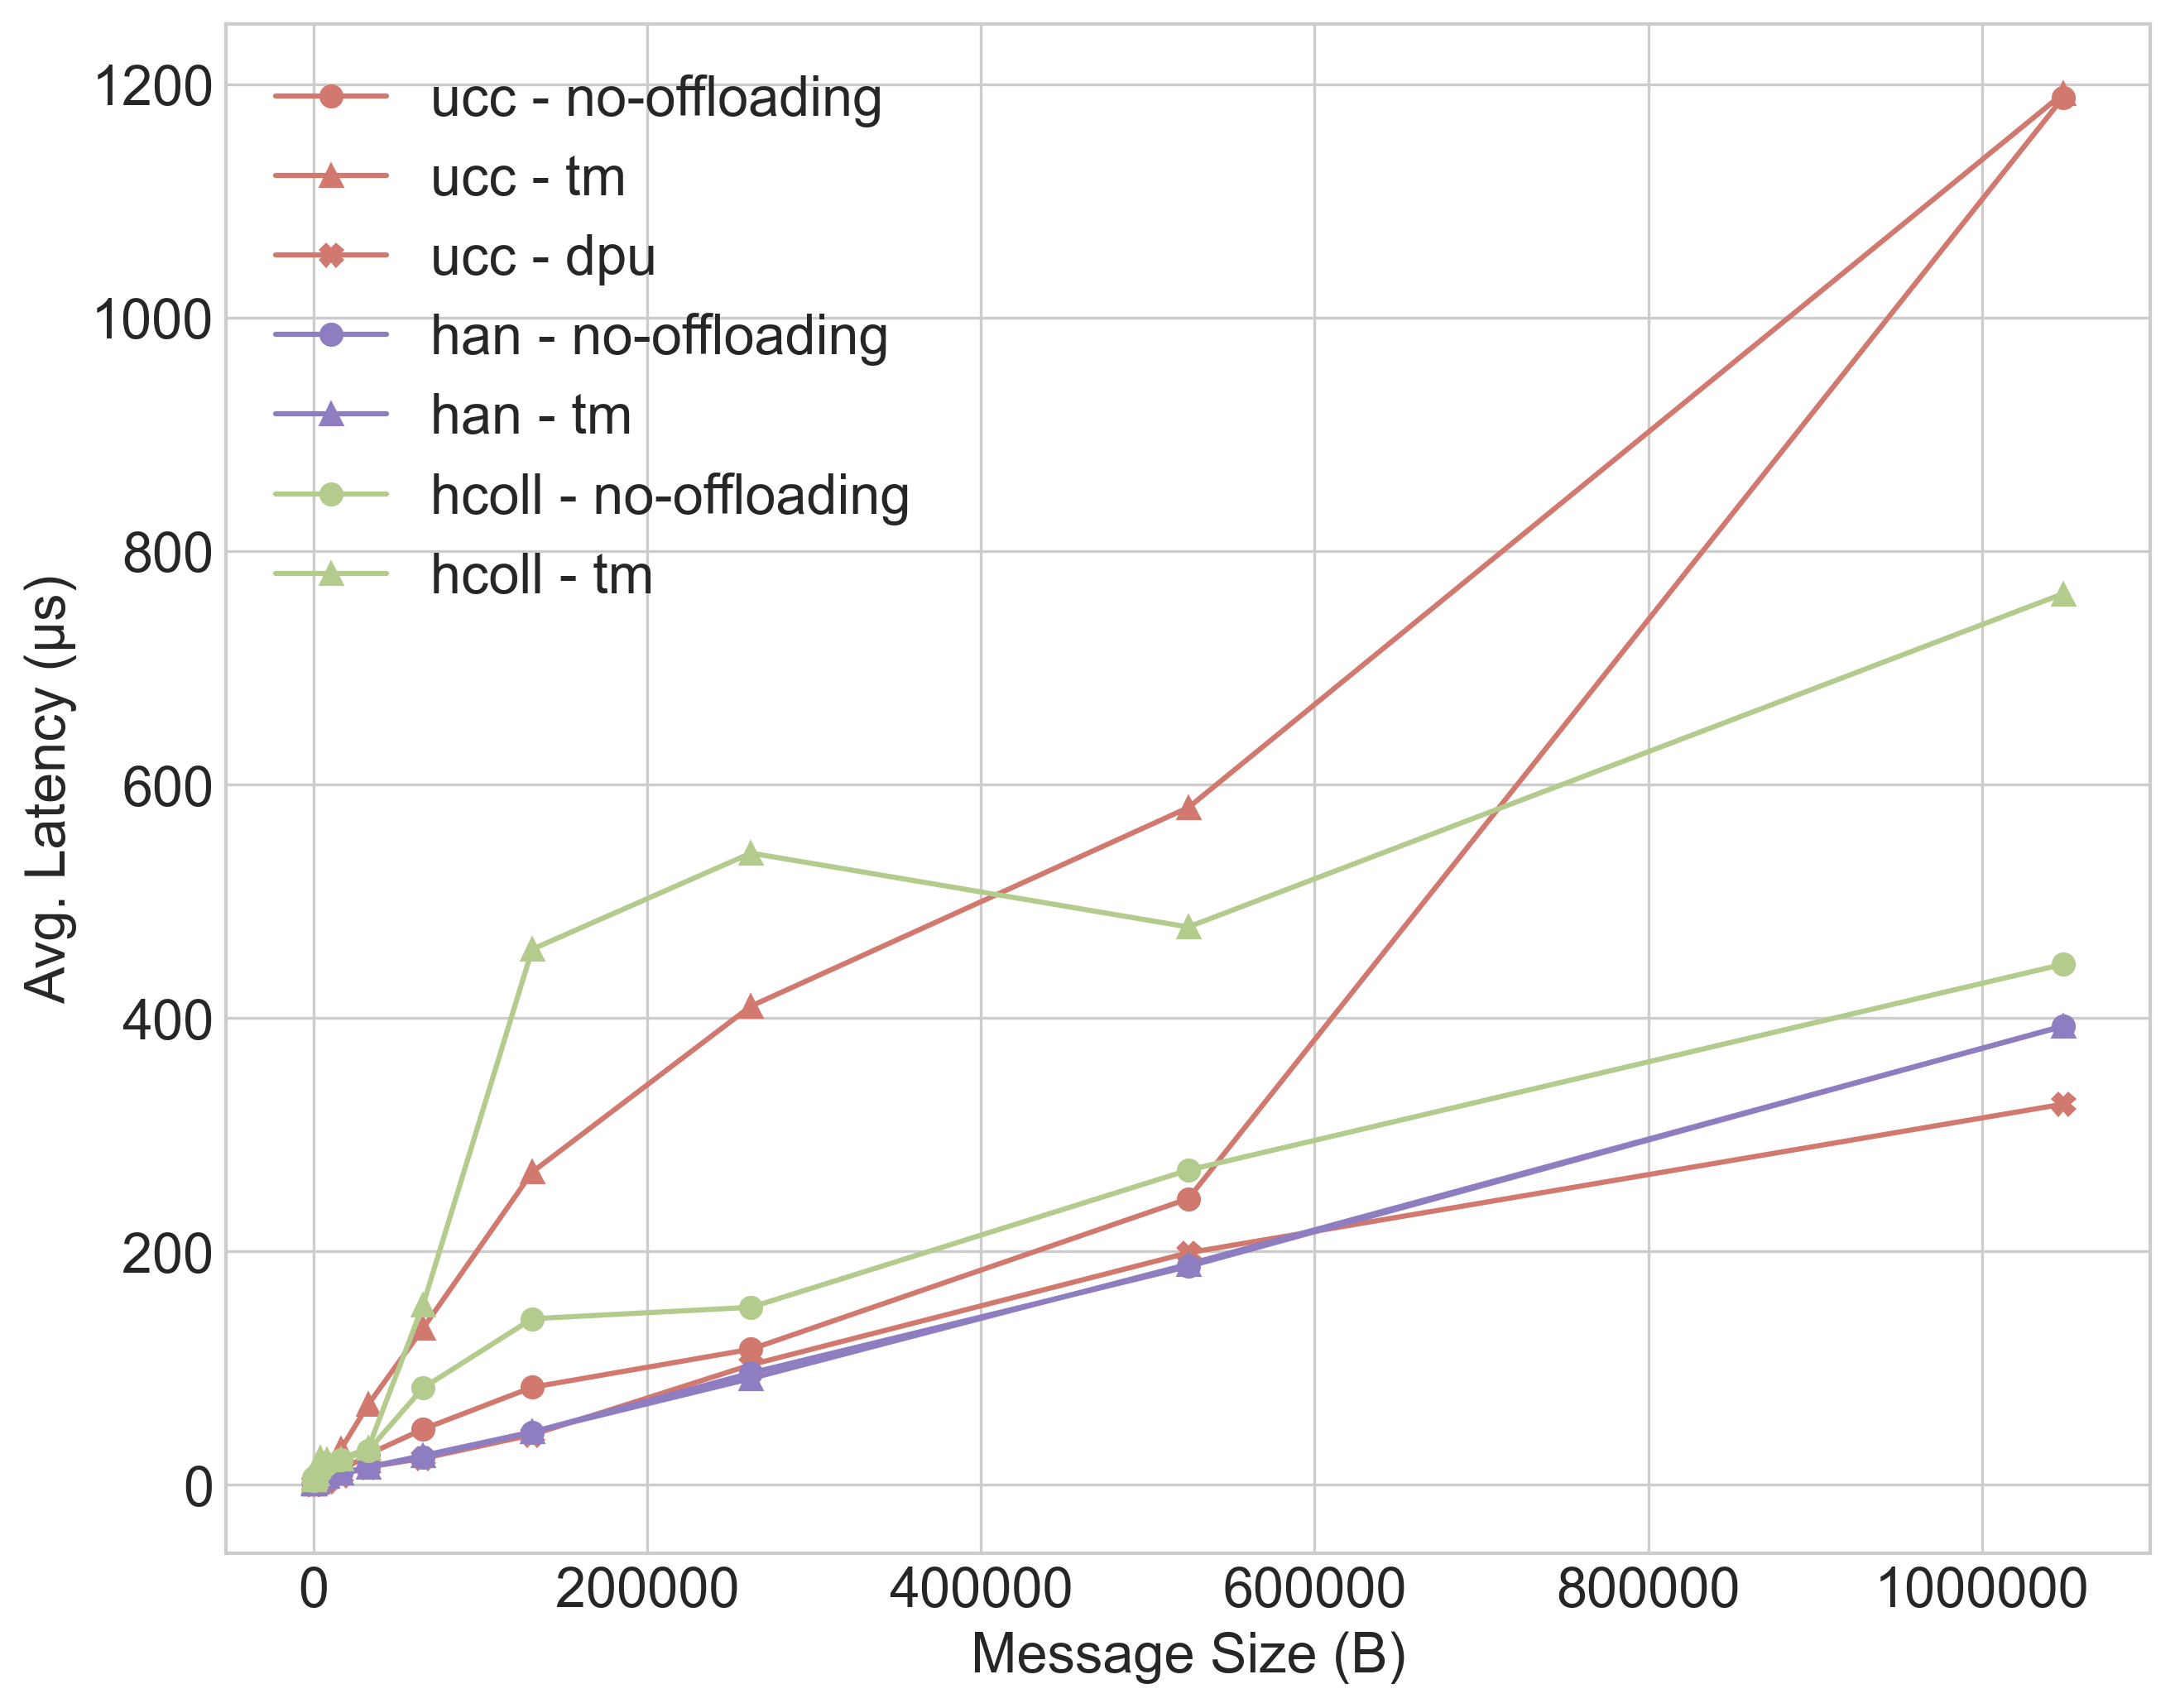 1200
1000
800
600
400
200
0
Avg. Latency (µs)
ucc - no-offloading
ucc - tm
ucc - dpu
han - no-offloading
han - tm
hcoll - no-offloading
hcoll - tm
0 200000 400000 600000 800000 1000000
Message Size (B)